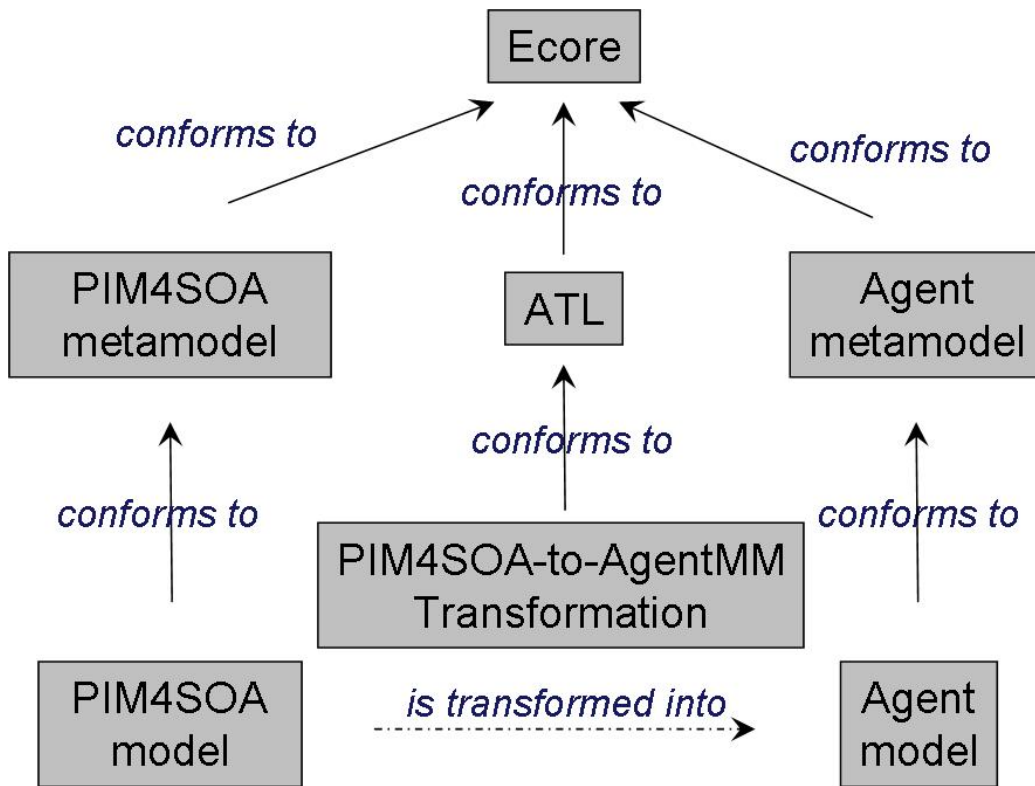 Ecore
conforms to
conforms to
conforms to
PIM4SOA
metamodel
ATL
Agent
metamodel
conforms to
conforms to
conforms to
PIM4SOA-to-AgentMM
Transformation
PIM4SOA
model
is transformed into
Agent
model